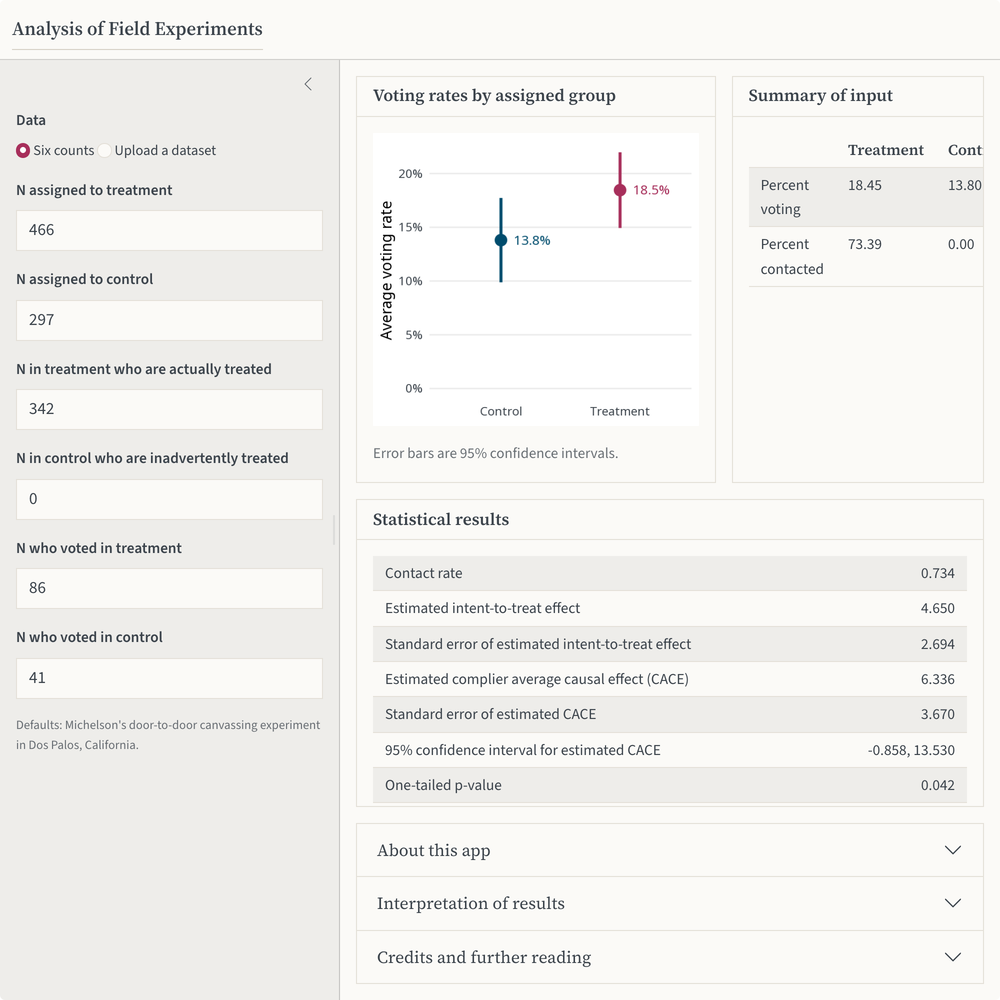 Analysis of Field Experiments
Data
Six counts Upload a dataset
N assigned to treatment
466
N assigned to control
297
N in treatment who are actually treated
342
N in control who are inadvertently treated
0
N who voted in treatment
86
N who voted in control
41
Defaults: Michelson's door-to-door canvassing experiment
in Dos Palos, California.
Voting rates by assigned group
Average voting rate
20%
15%
10%
5%
0%
13.8%
18.5%
Control Treatment
Error bars are 95% confidence intervals.
Summary of input
Treatment Cont
Percent voting 18.45 13.80
Percent contacted 73.39 0.00
Statistical results
Contact rate 0.734
Estimated intent-to-treat effect 4.650
Standard error of estimated intent-to-treat effect 2.694
Estimated complier average causal effect (CACE) 6.336
Standard error of estimated CACE 3.670
95% confidence interval for estimated CACE -0.858, 13.530
One-tailed p-value 0.042
About this app
Interpretation of results
Credits and further reading